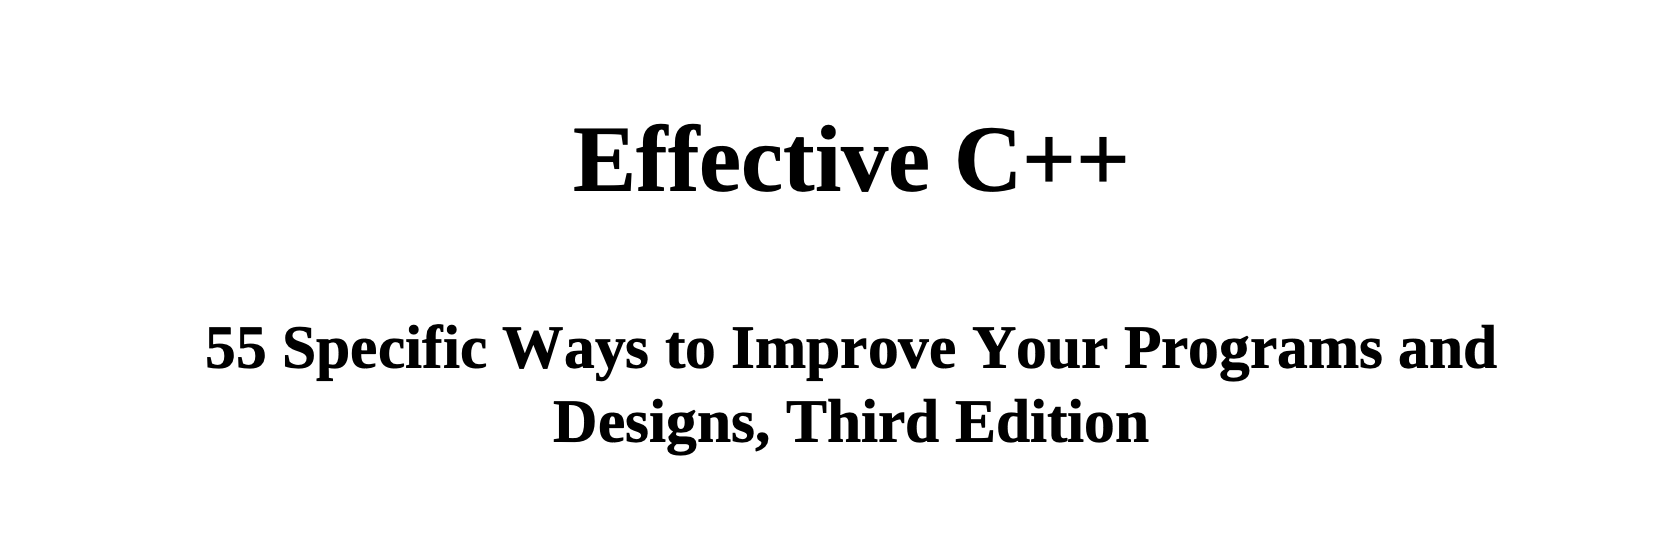 Effective C++
55 Specific Ways to Improve Your Programs and
Designs, Third Edition